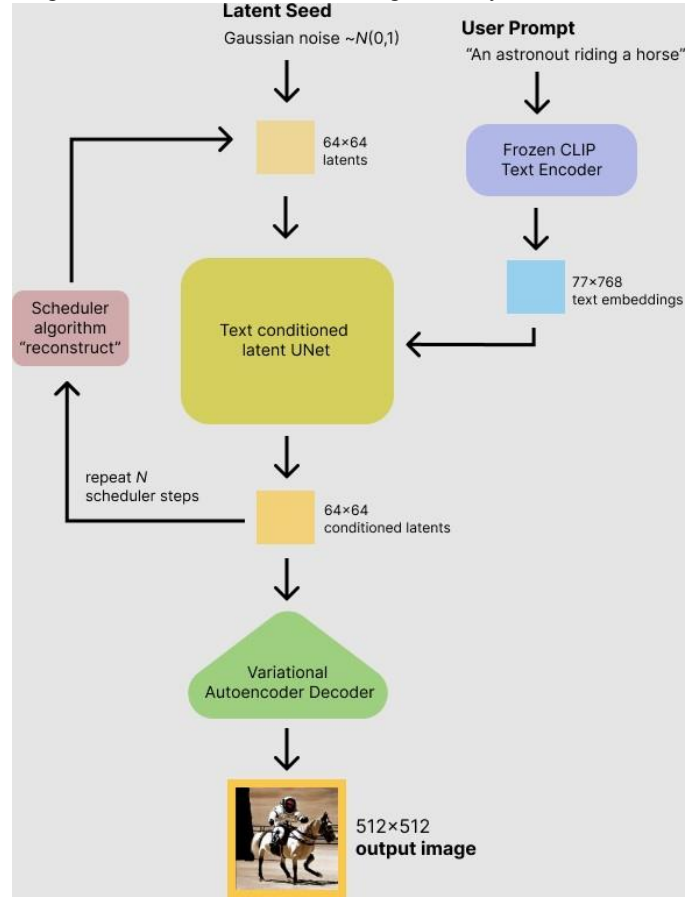 Latent Seed
Gaussian noise ~N(0,1)
User Prompt
“An astronout riding a horse”
64×64
latents
Frozen CLIP
Text Encoder
77×768
text embeddings
Scheduler
algorithm
“reconstruct”
Text conditioned
latent UNet
repeat N
scheduler steps
64×64
conditioned latents
Variational
Autoencoder Decoder
512×512
output image